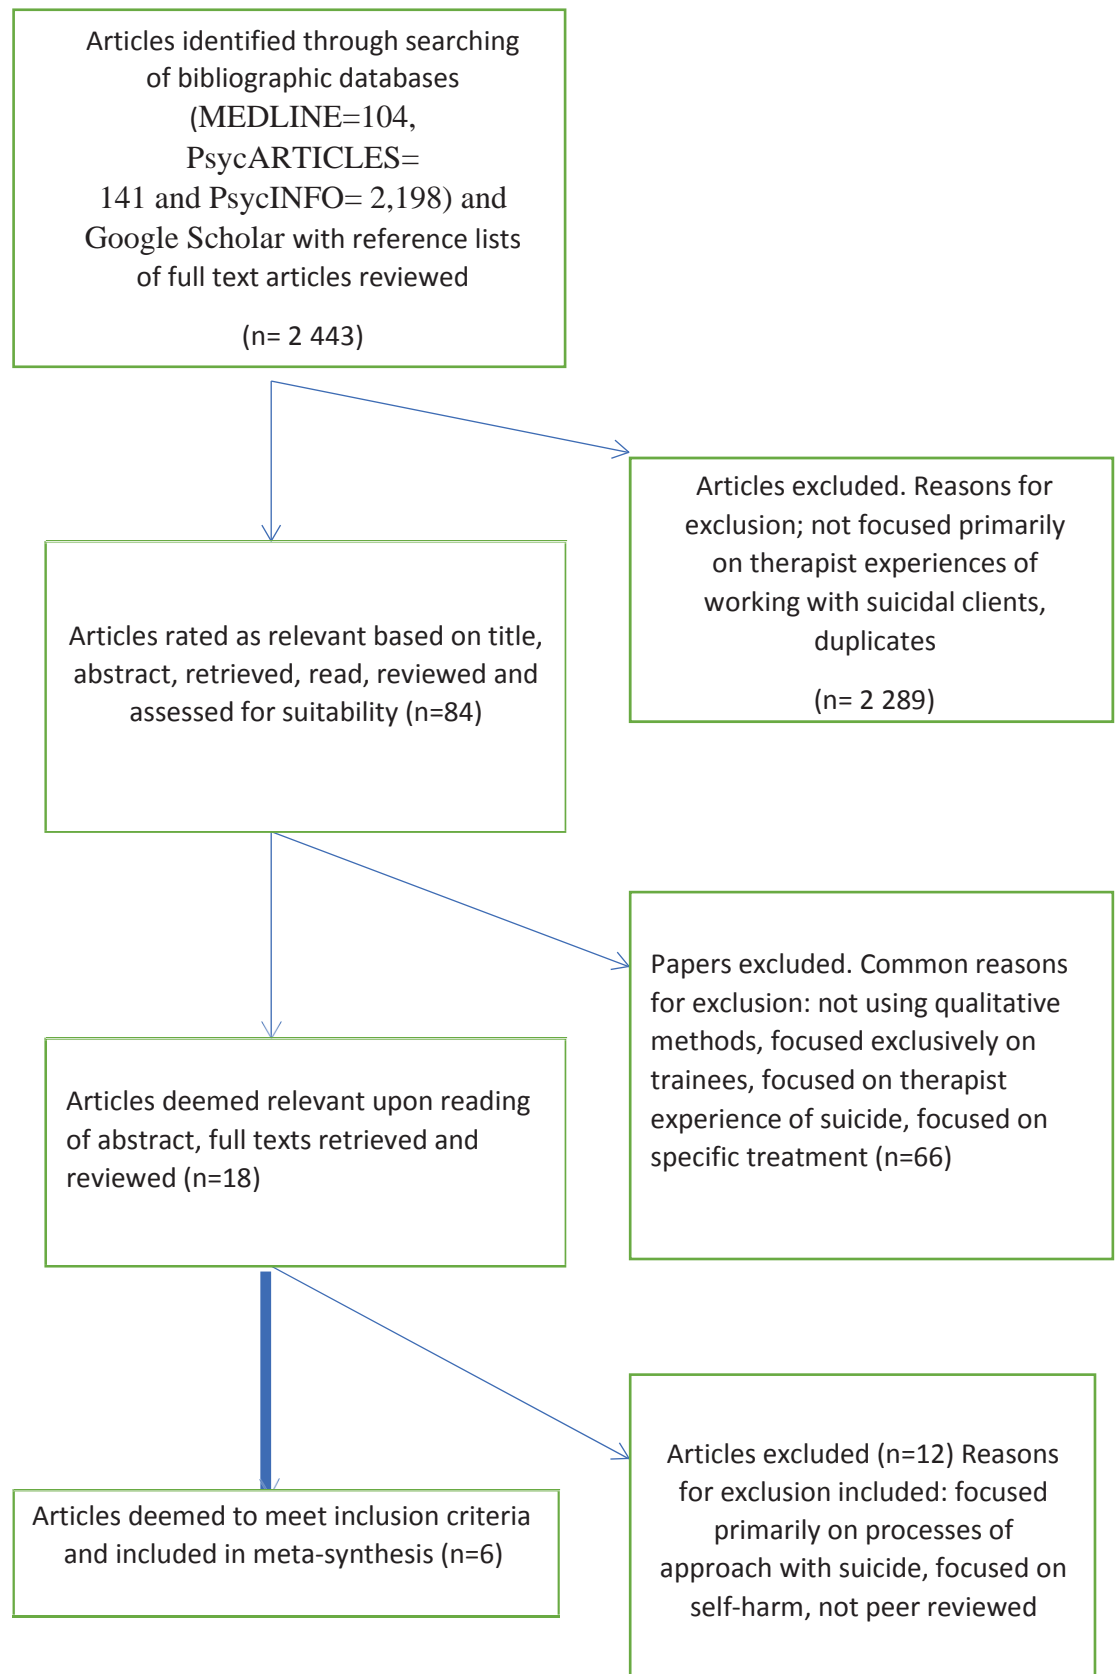 Articles identified through searching
of bibliographic databases
(MEDLINE=104,
PsycARTICLES=
141 and PsycINFO= 2,198) and
Google Scholar with reference lists
of full text articles reviewed
(n= 2 443)
Articles excluded. Reasons for
exclusion; not focused primarily
on therapist experiences of
working with suicidal clients,
duplicates
(n= 2 289)
Articles rated as relevant based on title,
abstract, retrieved, read, reviewed and
assessed for suitability (n=84)
Papers excluded. Common reasons
for exclusion: not using qualitative
methods, focused exclusively on
trainees, focused on therapist
experience of suicide, focused on
specific treatment (n=66)
Articles deemed relevant upon reading
of abstract, full texts retrieved and
reviewed (n=18)
Articles excluded (n=12) Reasons
for exclusion included: focused
primarily on processes of
approach with suicide, focused on
self-harm, not peer reviewed
Articles deemed to meet inclusion criteria
and included in meta-synthesis (n=6)